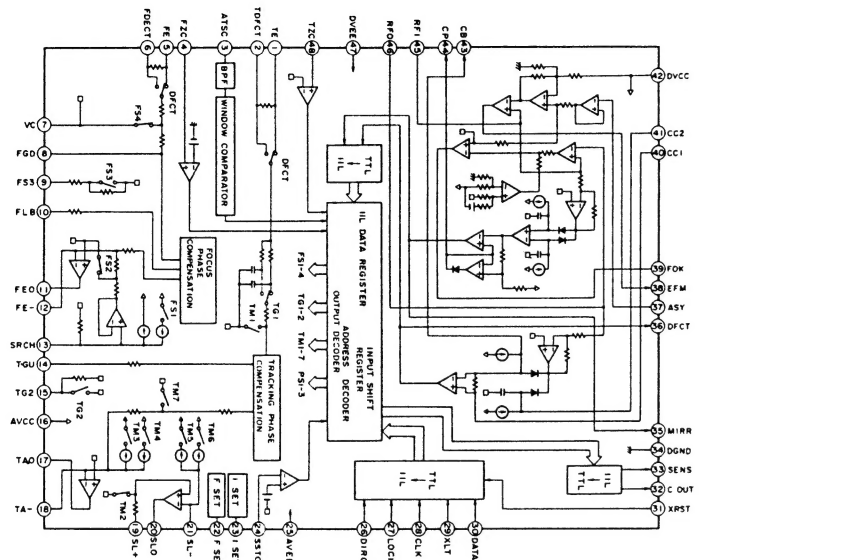 FDECT 6
FE 5
FZC 4
ATSC 3
TDFCT 2
TE 1
TZC 48
DVEE 47
RFO 46
RFI 45
CP 44
CB 43
42 DVCC
41 CC2
40 CC1
39 FOK
38 EFM
37 ASY
36 DFCT
35 MIRR
34 DGND
33 SENS
32 C OUT
31 XRST
VC 7
FGD 8
FS3 9
FLB 10
FEO 11
FE- 12
SRCH 13
TGU 14
TG2 15
AVCC 16
TAO 17
TA- 18
19 SL+
20 SLO
21 SL-
22 F SE
23 I SE
24 SSTO
25 AVEE
26 DIRC
27 LOCK
28 CLK
29 XLT
30 DATA
BPF
WINDOW COMPARATOR
DFCT
DFCT
FS4
FS3
FS2
FS1
FOCUS
PHASE
COMPENSATION
TG1
TM1
TRACKING PHASE
COMPENSATION
TM7
TG2
TM3
TM4
TM5
TM6
TM2
F SET
I SET
IIL
TTL
IIL DATA REGISTER
INPUT SHIFT
REGISTER
ADDRESS DECODER
OUTPUT DECODER
FS1-4
TG1-2
TM1-7
PS1-3
IIL
TTL
IIL
TTL